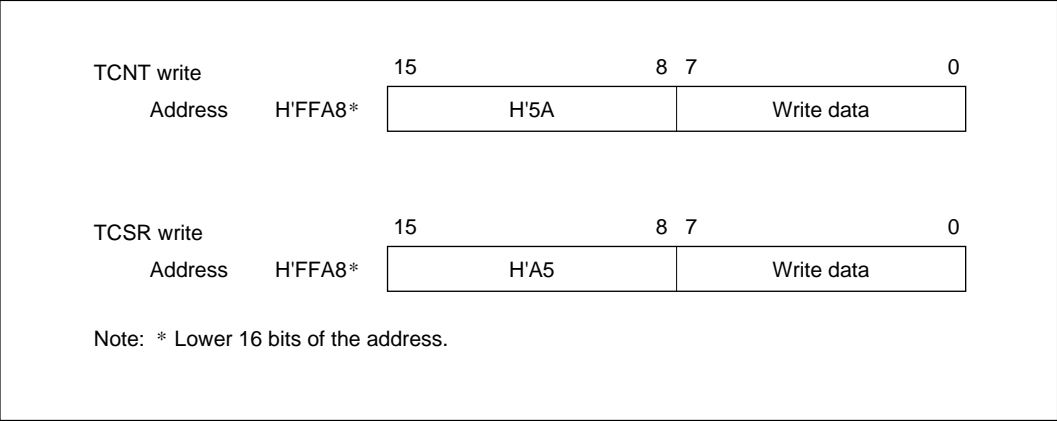 TCNT write 15 8 7 0
Address H'FFA8* H'5A Write data
TCSR write 15 8 7 0
Address H'FFA8* H'A5 Write data
Note: * Lower 16 bits of the address.